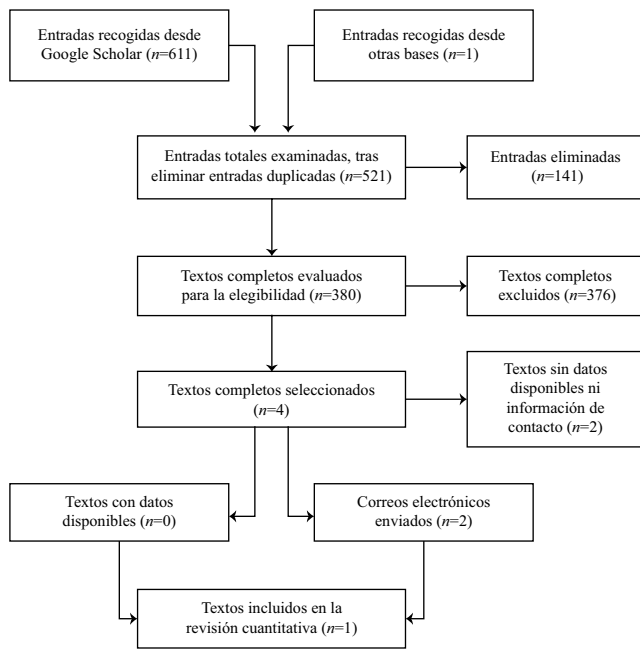 Entradas recogidas desde
Google Scholar (n=611)
Entradas recogidas desde
otras bases (n=1)
Entradas totales examinadas, tras
eliminar entradas duplicadas (n=521)
Entradas eliminadas
(n=141)
Textos completos evaluados
para la elegibilidad (n=380)
Textos completos
excluidos (n=376)
Textos completos seleccionados
(n=4)
Textos sin datos
disponibles ni
información de
contacto (n=2)
Textos con datos
disponibles (n=0)
Correos electrónicos
enviados (n=2)
Textos incluidos en la
revisión cuantitativa (n=1)